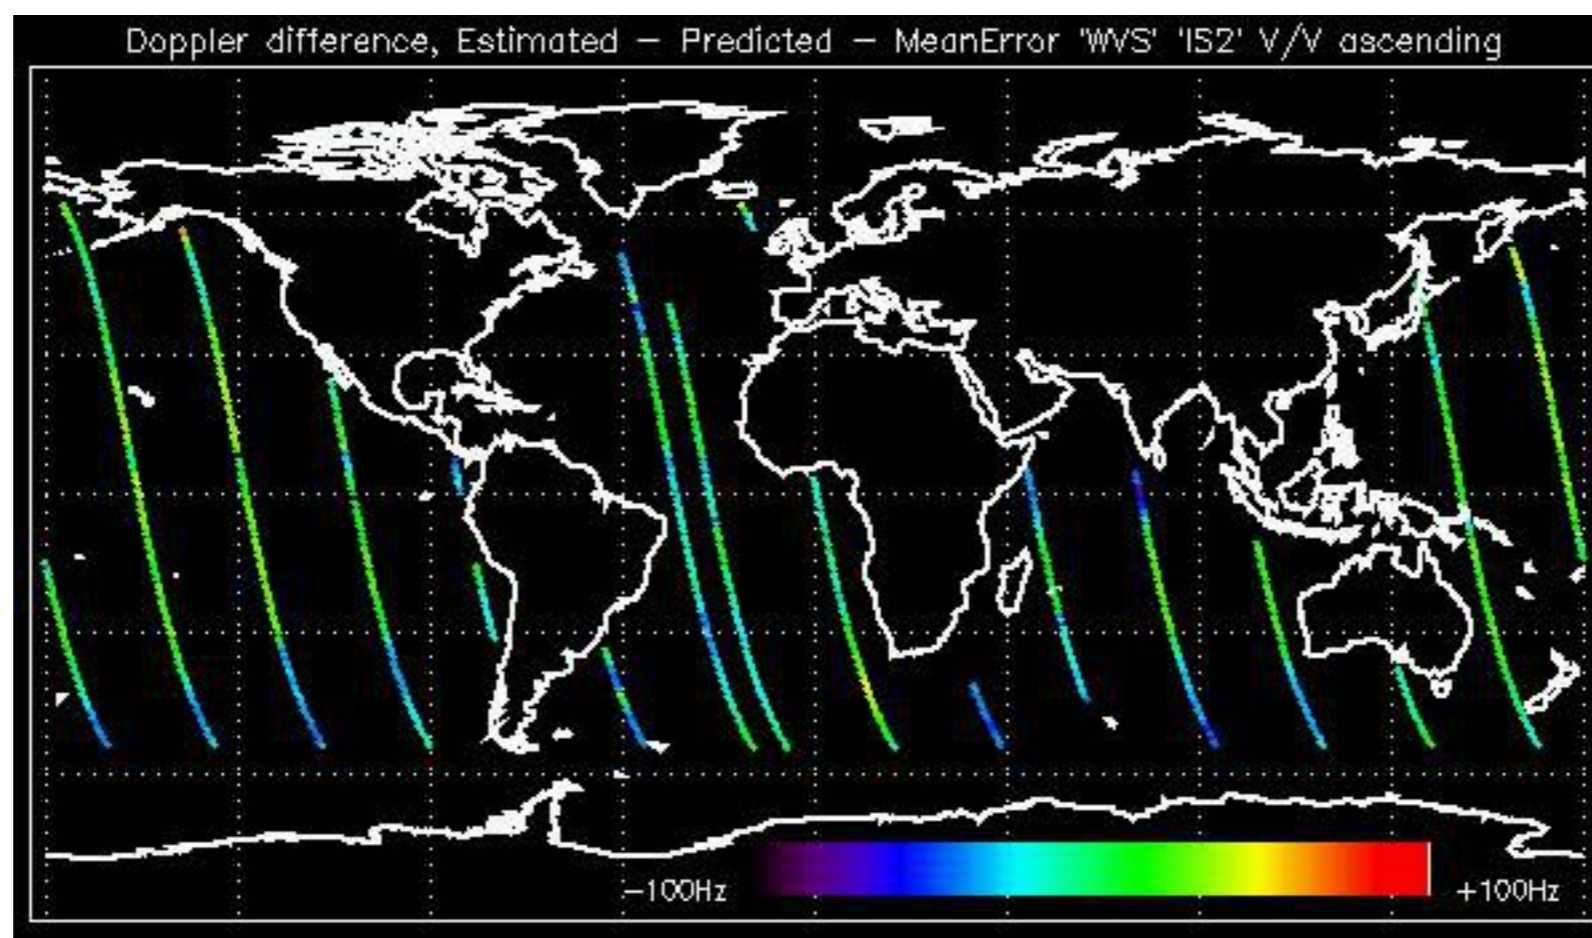 Doppler difference, Estimated – Predicted – MeanError 'WVS' 'IS2' V/V ascending
–100Hz
+100Hz